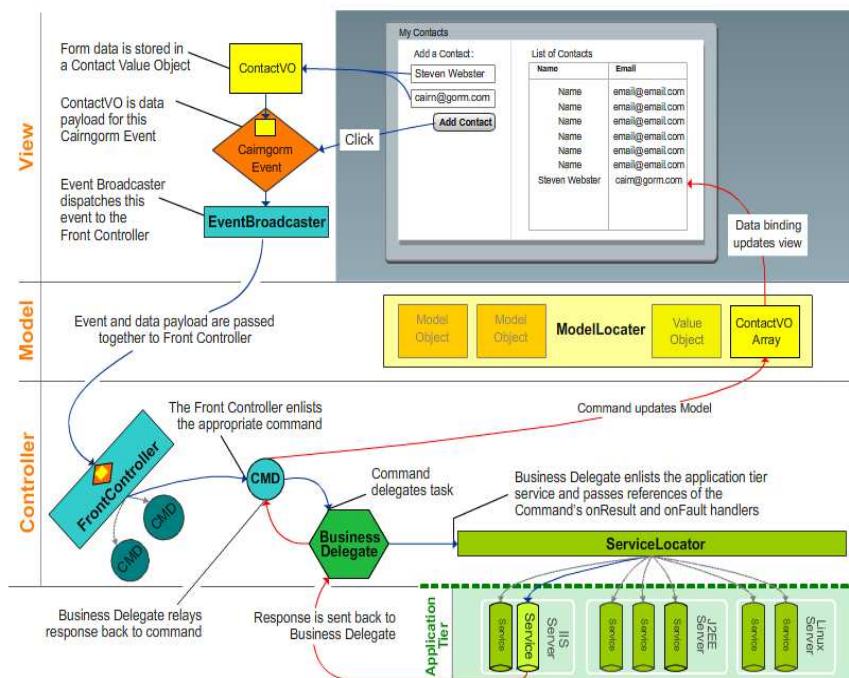 View
Form data is stored in
a Contact Value Object
ContactVO
ContactVO is data
payload for this
Cairngorm Event
Cairngorm
Event
Event Broadcaster
dispatches this
event to the
Front Controller
EventBroadcaster
Click
My Contacts
Add a Contact:
Steven Webster
cairn@gorm.com
Add Contact
List of Contacts
Name Email
Name email@email.com
Name email@email.com
Name email@email.com
Name email@email.com
Name email@email.com
Name email@email.com
Steven Webster cairn@gorm.com
Data binding
updates view
Model
Event and data payload are passed
together to Front Controller
Model
Object
Model
Object
ModelLocater
Value
Object
ContactVO
Array
Controller
The Front Controller enlists
the appropriate command
Command updates Model
FrontController
CMD
CMD
CMD
Command
delegates task
Business
Delegate
Business Delegate enlists the application tier
service and passes references of the
Command's onResult and onFault handlers
ServiceLocator
Business Delegate relays
response back to command
Response is sent back to
Business Delegate
Application
Tier
Service
Service
IIS
Server
Service
Service
Service
J2EE
Server
Service
Service
Linux
Server